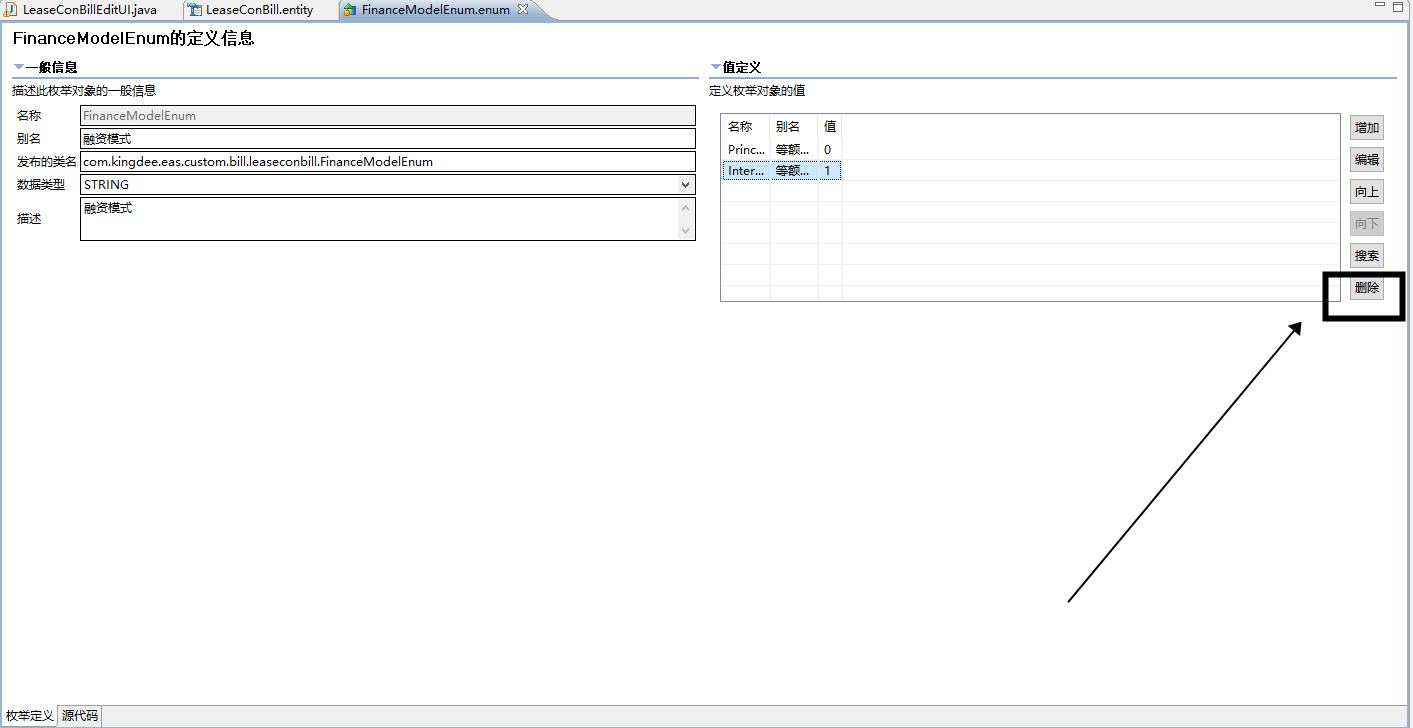 LeaseConBillEditUI.java
LeaseConBill.entity
FinanceModelEnum.enum
FinanceModelEnum的定义信息
一般信息
描述此枚举对象的一般信息
名称 FinanceModelEnum
别名 融资模式
发布的类名 com.kingdee.eas.custom.bill.leaseconbill.FinanceModelEnum
数据类型 STRING
描述 融资模式
值定义
定义枚举对象的值
名称 别名 值
Princ... 等额... 0
Inter... 等额... 1
增加
编辑
向上
向下
搜索
删除
枚举定义 源代码